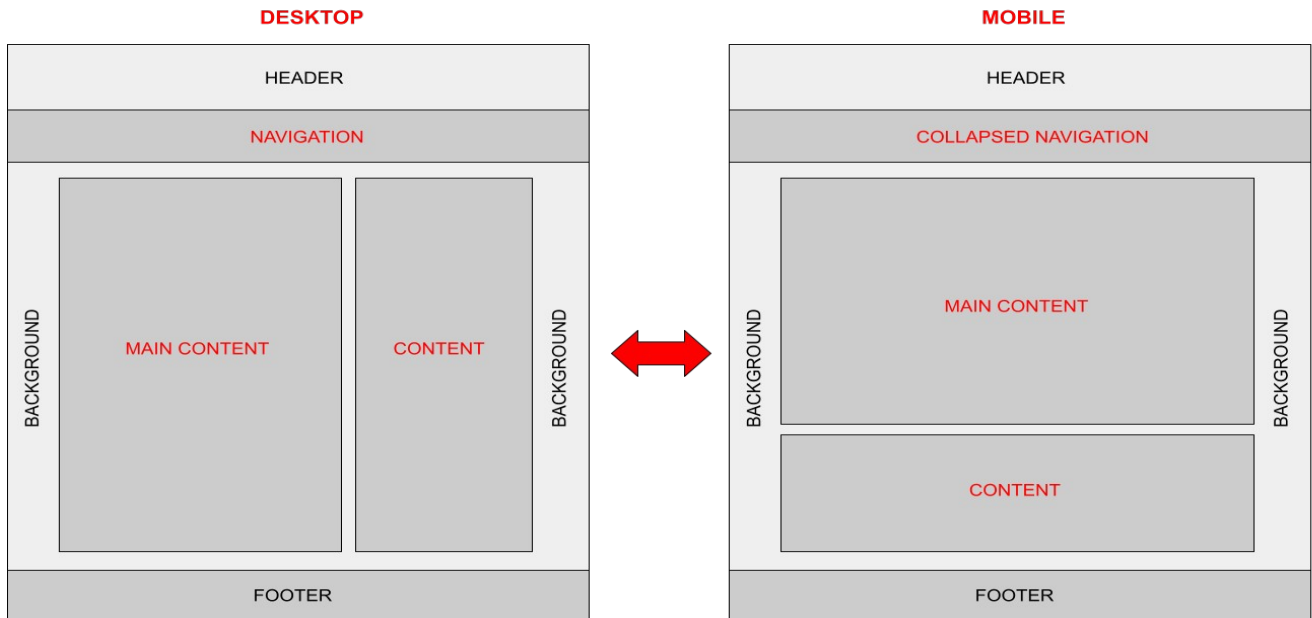 DESKTOP
HEADER
NAVIGATION
BACKGROUND
MAIN CONTENT
CONTENT
BACKGROUND
FOOTER
MOBILE
HEADER
COLLAPSED NAVIGATION
BACKGROUND
MAIN CONTENT
CONTENT
BACKGROUND
FOOTER